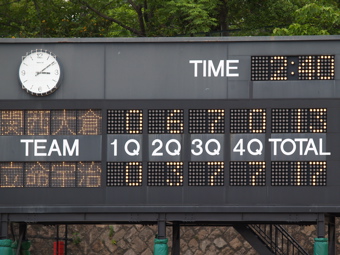 TIME 2:40
0 6 7 0 13
TEAM 1Q 2Q 3Q 4Q TOTAL
0 3 7 7 17